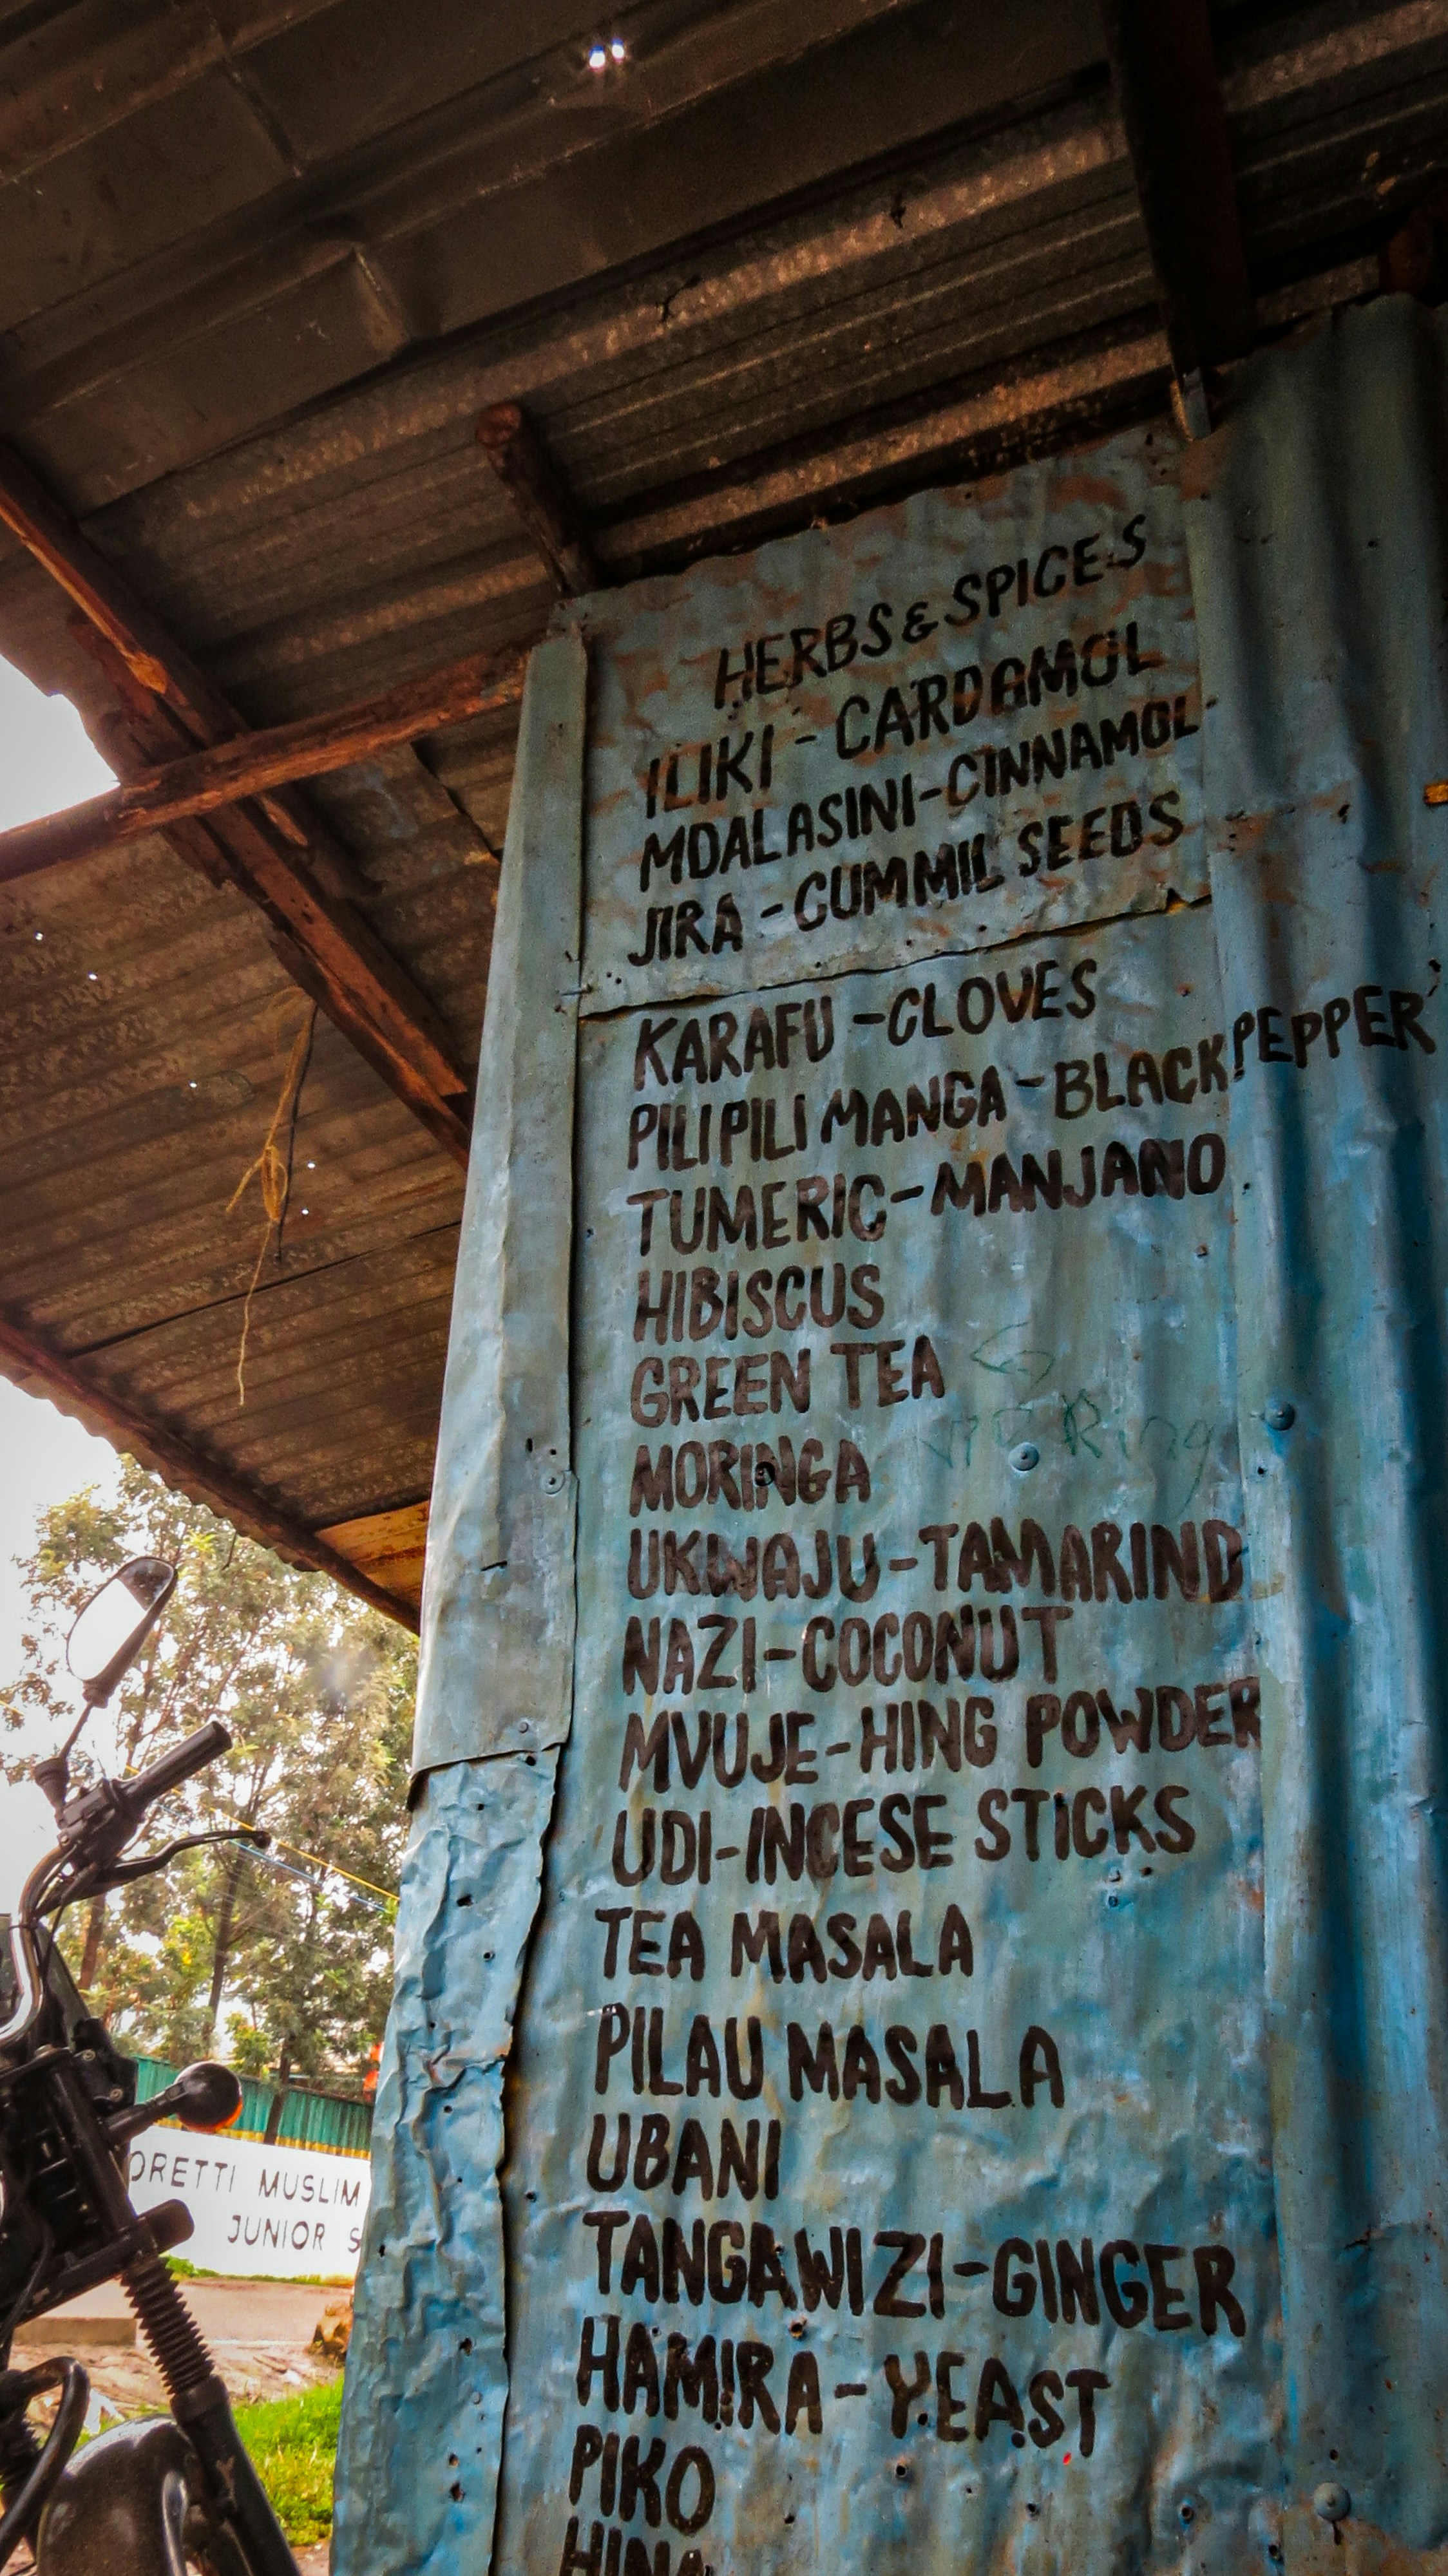 HERBS & SPICES
ILIKI - CARDAMOL
MDALASINI-CINNAMOL
JIRA - CUMMIL SEEDS
KARAFU - CLOVES
PILIPILI MANGA - BLACK PEPPER
TUMERIC - MANJANO
HIBISCUS
GREEN TEA
MORINGA
UKWAJU - TAMARIND
NAZI - COCONUT
MVUJE - HING POWDER
UDI - INCESE STICKS
TEA MASALA
PILAU MASALA
UBANI
TANGAWIZI - GINGER
HAMIRA - YEAST
PIKO
HINA
ORETTI MUSLIM
JUNIOR S